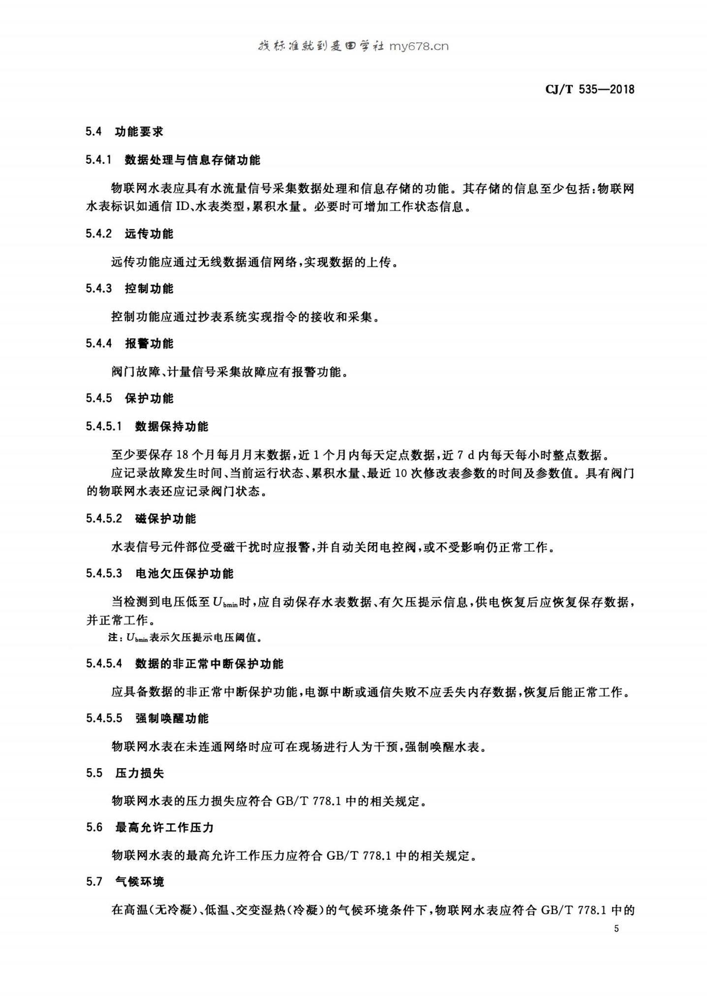 找标准就到麦田学社 my678.cn
CJ/T 535—2018
5.4 功能要求
5.4.1 数据处理与信息存储功能
物联网水表应具有水流量信号采集数据处理和信息存储的功能。其存储的信息至少包括:物联网
水表标识如通信 ID、水表类型,累积水量。必要时可增加工作状态信息。
5.4.2 远传功能
远传功能应通过无线数据通信网络,实现数据的上传。
5.4.3 控制功能
控制功能应通过抄表系统实现指令的接收和采集。
5.4.4 报警功能
阀门故障、计量信号采集故障应有报警功能。
5.4.5 保护功能
5.4.5.1 数据保持功能
至少要保存 18 个月每月月末数据,近 1 个月内每天定点数据,近 7 d 内每天每小时整点数据。
应记录故障发生时间、当前运行状态、累积水量、最近 10 次修改表参数的时间及参数值。具有阀门
的物联网水表还应记录阀门状态。
5.4.5.2 磁保护功能
水表信号元件部位受磁干扰时应报警,并自动关闭电控阀,或不受影响仍正常工作。
5.4.5.3 电池欠压保护功能
当检测到电压低至 Ubmin时,应自动保存水表数据、有欠压提示信息,供电恢复后应恢复保存数据,
并正常工作。
注:Ubmin表示欠压提示电压阈值。
5.4.5.4 数据的非正常中断保护功能
应具备数据的非正常中断保护功能,电源中断或通信失败不应丢失内存数据,恢复后能正常工作。
5.4.5.5 强制唤醒功能
物联网水表在未连通网络时应可在现场进行人为干预,强制唤醒水表。
5.5 压力损失
物联网水表的压力损失应符合 GB/T 778.1 中的相关规定。
5.6 最高允许工作压力
物联网水表的最高允许工作压力应符合 GB/T 778.1 中的相关规定。
5.7 气候环境
在高温(无冷凝)、低温、交变湿热(冷凝)的气候环境条件下,物联网水表应符合 GB/T 778.1 中的
5